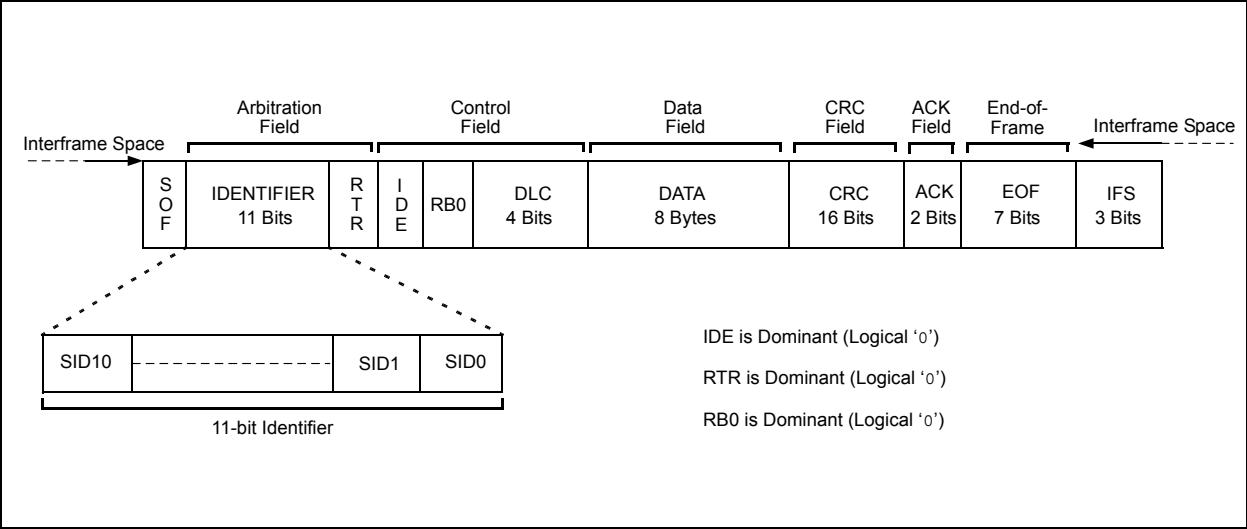 Arbitration
Field
Control
Field
Data
Field
CRC
Field
ACK
Field
End-of-
Frame
Interframe Space
Interframe Space
SOF
IDENTIFIER
11 Bits
RTR
IDE
RB0
DLC
4 Bits
DATA
8 Bytes
CRC
16 Bits
ACK
2 Bits
EOF
7 Bits
IFS
3 Bits
SID10
SID1
SID0
11-bit Identifier
IDE is Dominant (Logical ‘0’)
RTR is Dominant (Logical ‘0’)
RB0 is Dominant (Logical ‘0’)